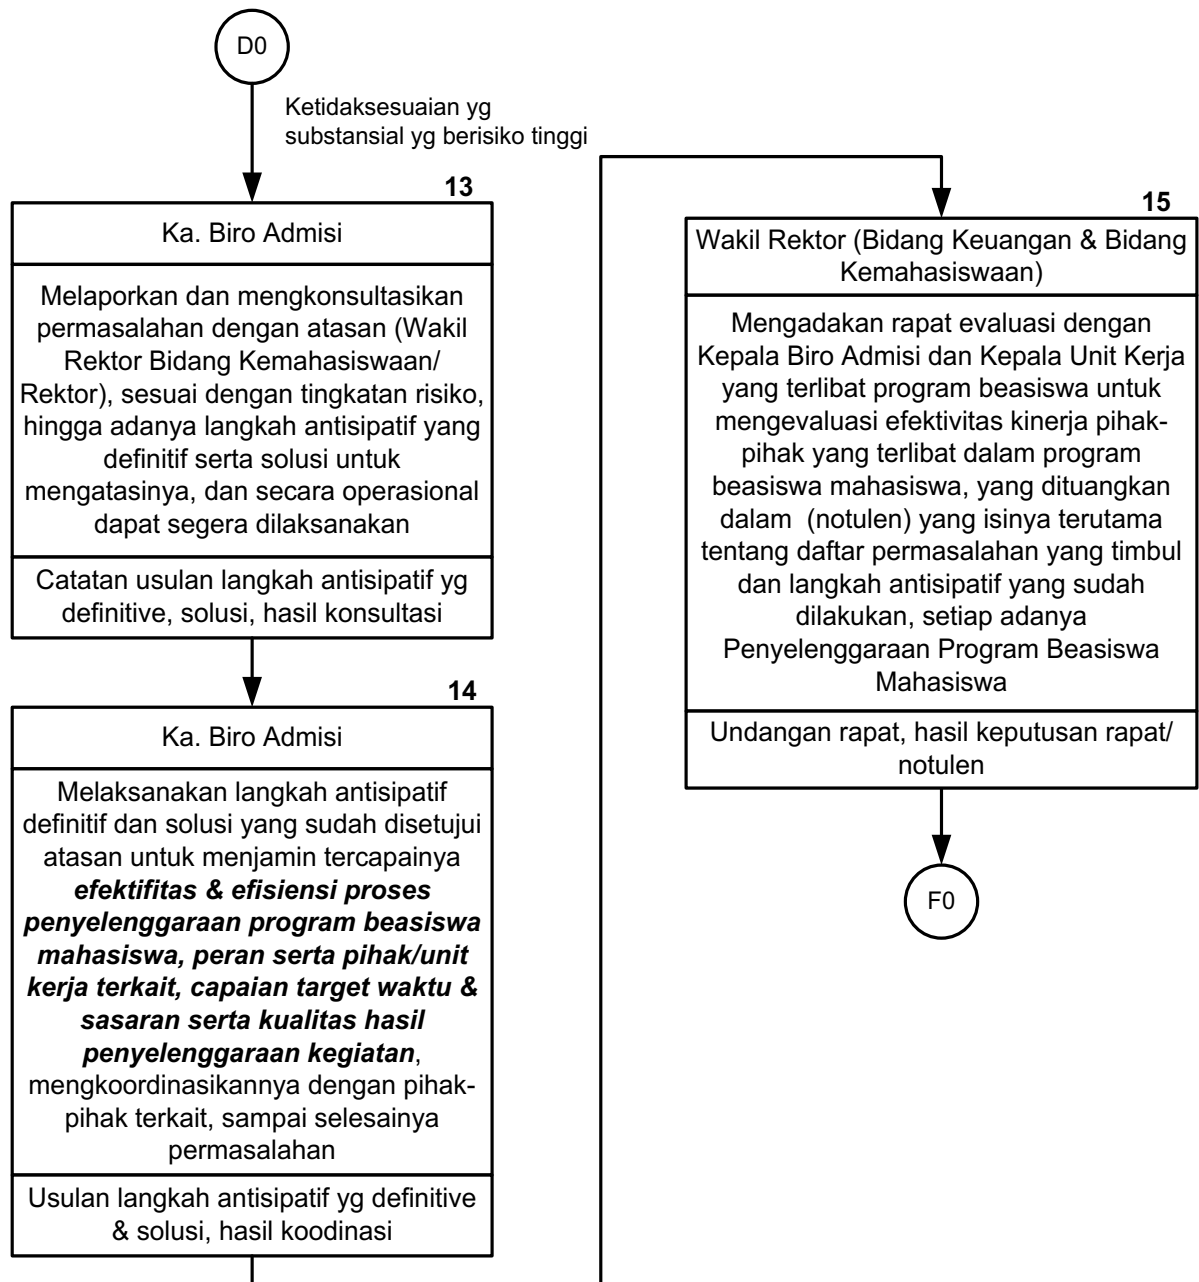 D0
Ketidaksesuaian yg
substansial yg berisiko tinggi
13
Ka. Biro Admisi
Melaporkan dan mengkonsultasikan
permasalahan dengan atasan (Wakil
Rektor Bidang Kemahasiswaan/
Rektor), sesuai dengan tingkatan risiko,
hingga adanya langkah antisipatif yang
definitif serta solusi untuk
mengatasinya, dan secara operasional
dapat segera dilaksanakan
Catatan usulan langkah antisipatif yg
definitive, solusi, hasil konsultasi
14
Ka. Biro Admisi
Melaksanakan langkah antisipatif
definitif dan solusi yang sudah disetujui
atasan untuk menjamin tercapainya
efektifitas & efisiensi proses
penyelenggaraan program beasiswa
mahasiswa, peran serta pihak/unit
kerja terkait, capaian target waktu &
sasaran serta kualitas hasil
penyelenggaraan kegiatan,
mengkoordinasikannya dengan pihak-
pihak terkait, sampai selesainya
permasalahan
Usulan langkah antisipatif yg definitive
& solusi, hasil koodinasi
15
Wakil Rektor (Bidang Keuangan & Bidang
Kemahasiswaan)
Mengadakan rapat evaluasi dengan
Kepala Biro Admisi dan Kepala Unit Kerja
yang terlibat program beasiswa untuk
mengevaluasi efektivitas kinerja pihak-
pihak yang terlibat dalam program
beasiswa mahasiswa, yang dituangkan
dalam  (notulen) yang isinya terutama
tentang daftar permasalahan yang timbul
dan langkah antisipatif yang sudah
dilakukan, setiap adanya
Penyelenggaraan Program Beasiswa
Mahasiswa
Undangan rapat, hasil keputusan rapat/
notulen
F0